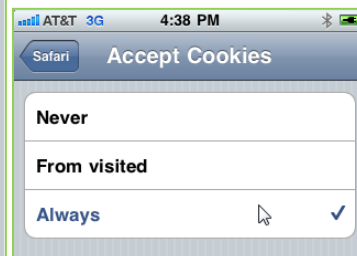 AT&T 3G 4:38 PM
Safari Accept Cookies
Never
From visited
Always